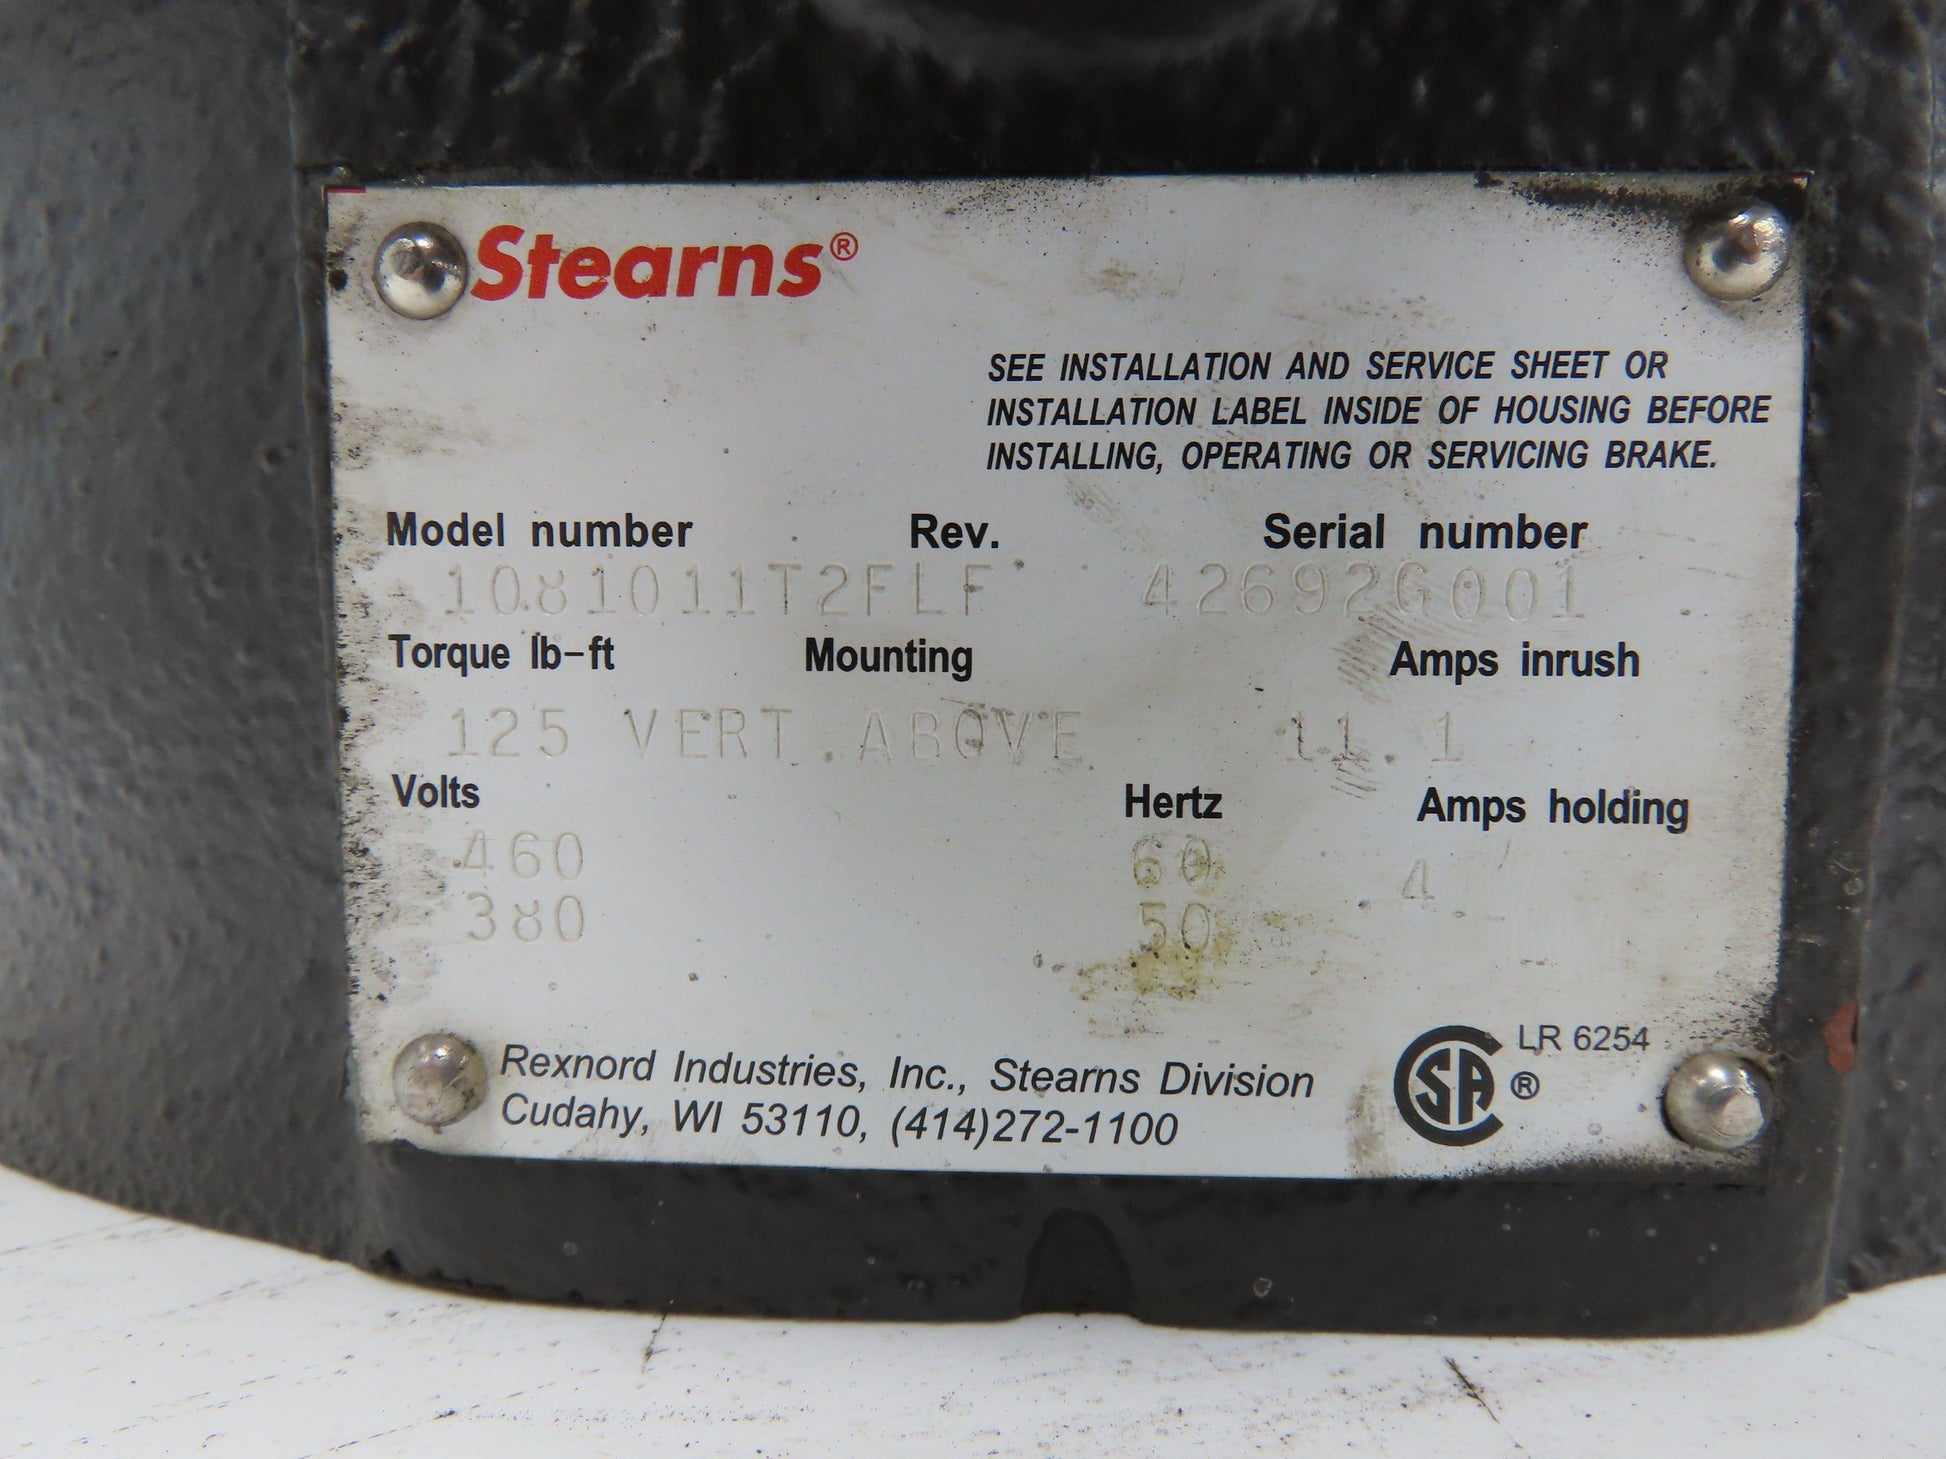 Stearns®
SEE INSTALLATION AND SERVICE SHEET OR
INSTALLATION LABEL INSIDE OF HOUSING BEFORE
INSTALLING, OPERATING OR SERVICING BRAKE.
Model number Rev. Serial number
1081011T2FLF 42692G001
Torque lb-ft Mounting Amps inrush
125 VERT.ABOVE 11.1
Volts Hertz Amps holding
460 60 .4
380 50
Rexnord Industries, Inc., Stearns Division
Cudahy, WI 53110, (414)272-1100
LR 6254
CSA ®